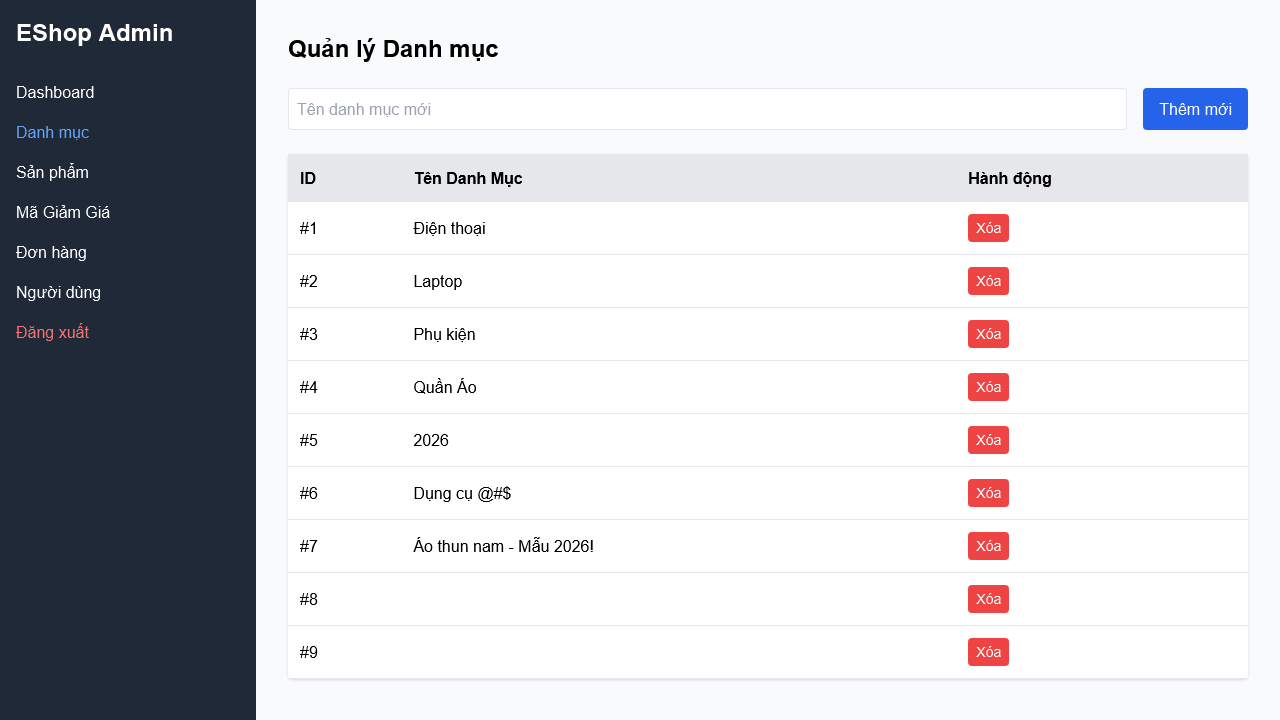 EShop Admin
Dashboard
Danh mục
Sản phẩm
Mã Giảm Giá
Đơn hàng
Người dùng
Đăng xuất
Quản lý Danh mục
Tên danh mục mới
Thêm mới
ID Tên Danh Mục Hành động
#1 Điện thoại Xóa
#2 Laptop Xóa
#3 Phụ kiện Xóa
#4 Quần Áo Xóa
#5 2026 Xóa
#6 Dụng cụ @#$ Xóa
#7 Áo thun nam - Mẫu 2026! Xóa
#8 Xóa
#9 Xóa